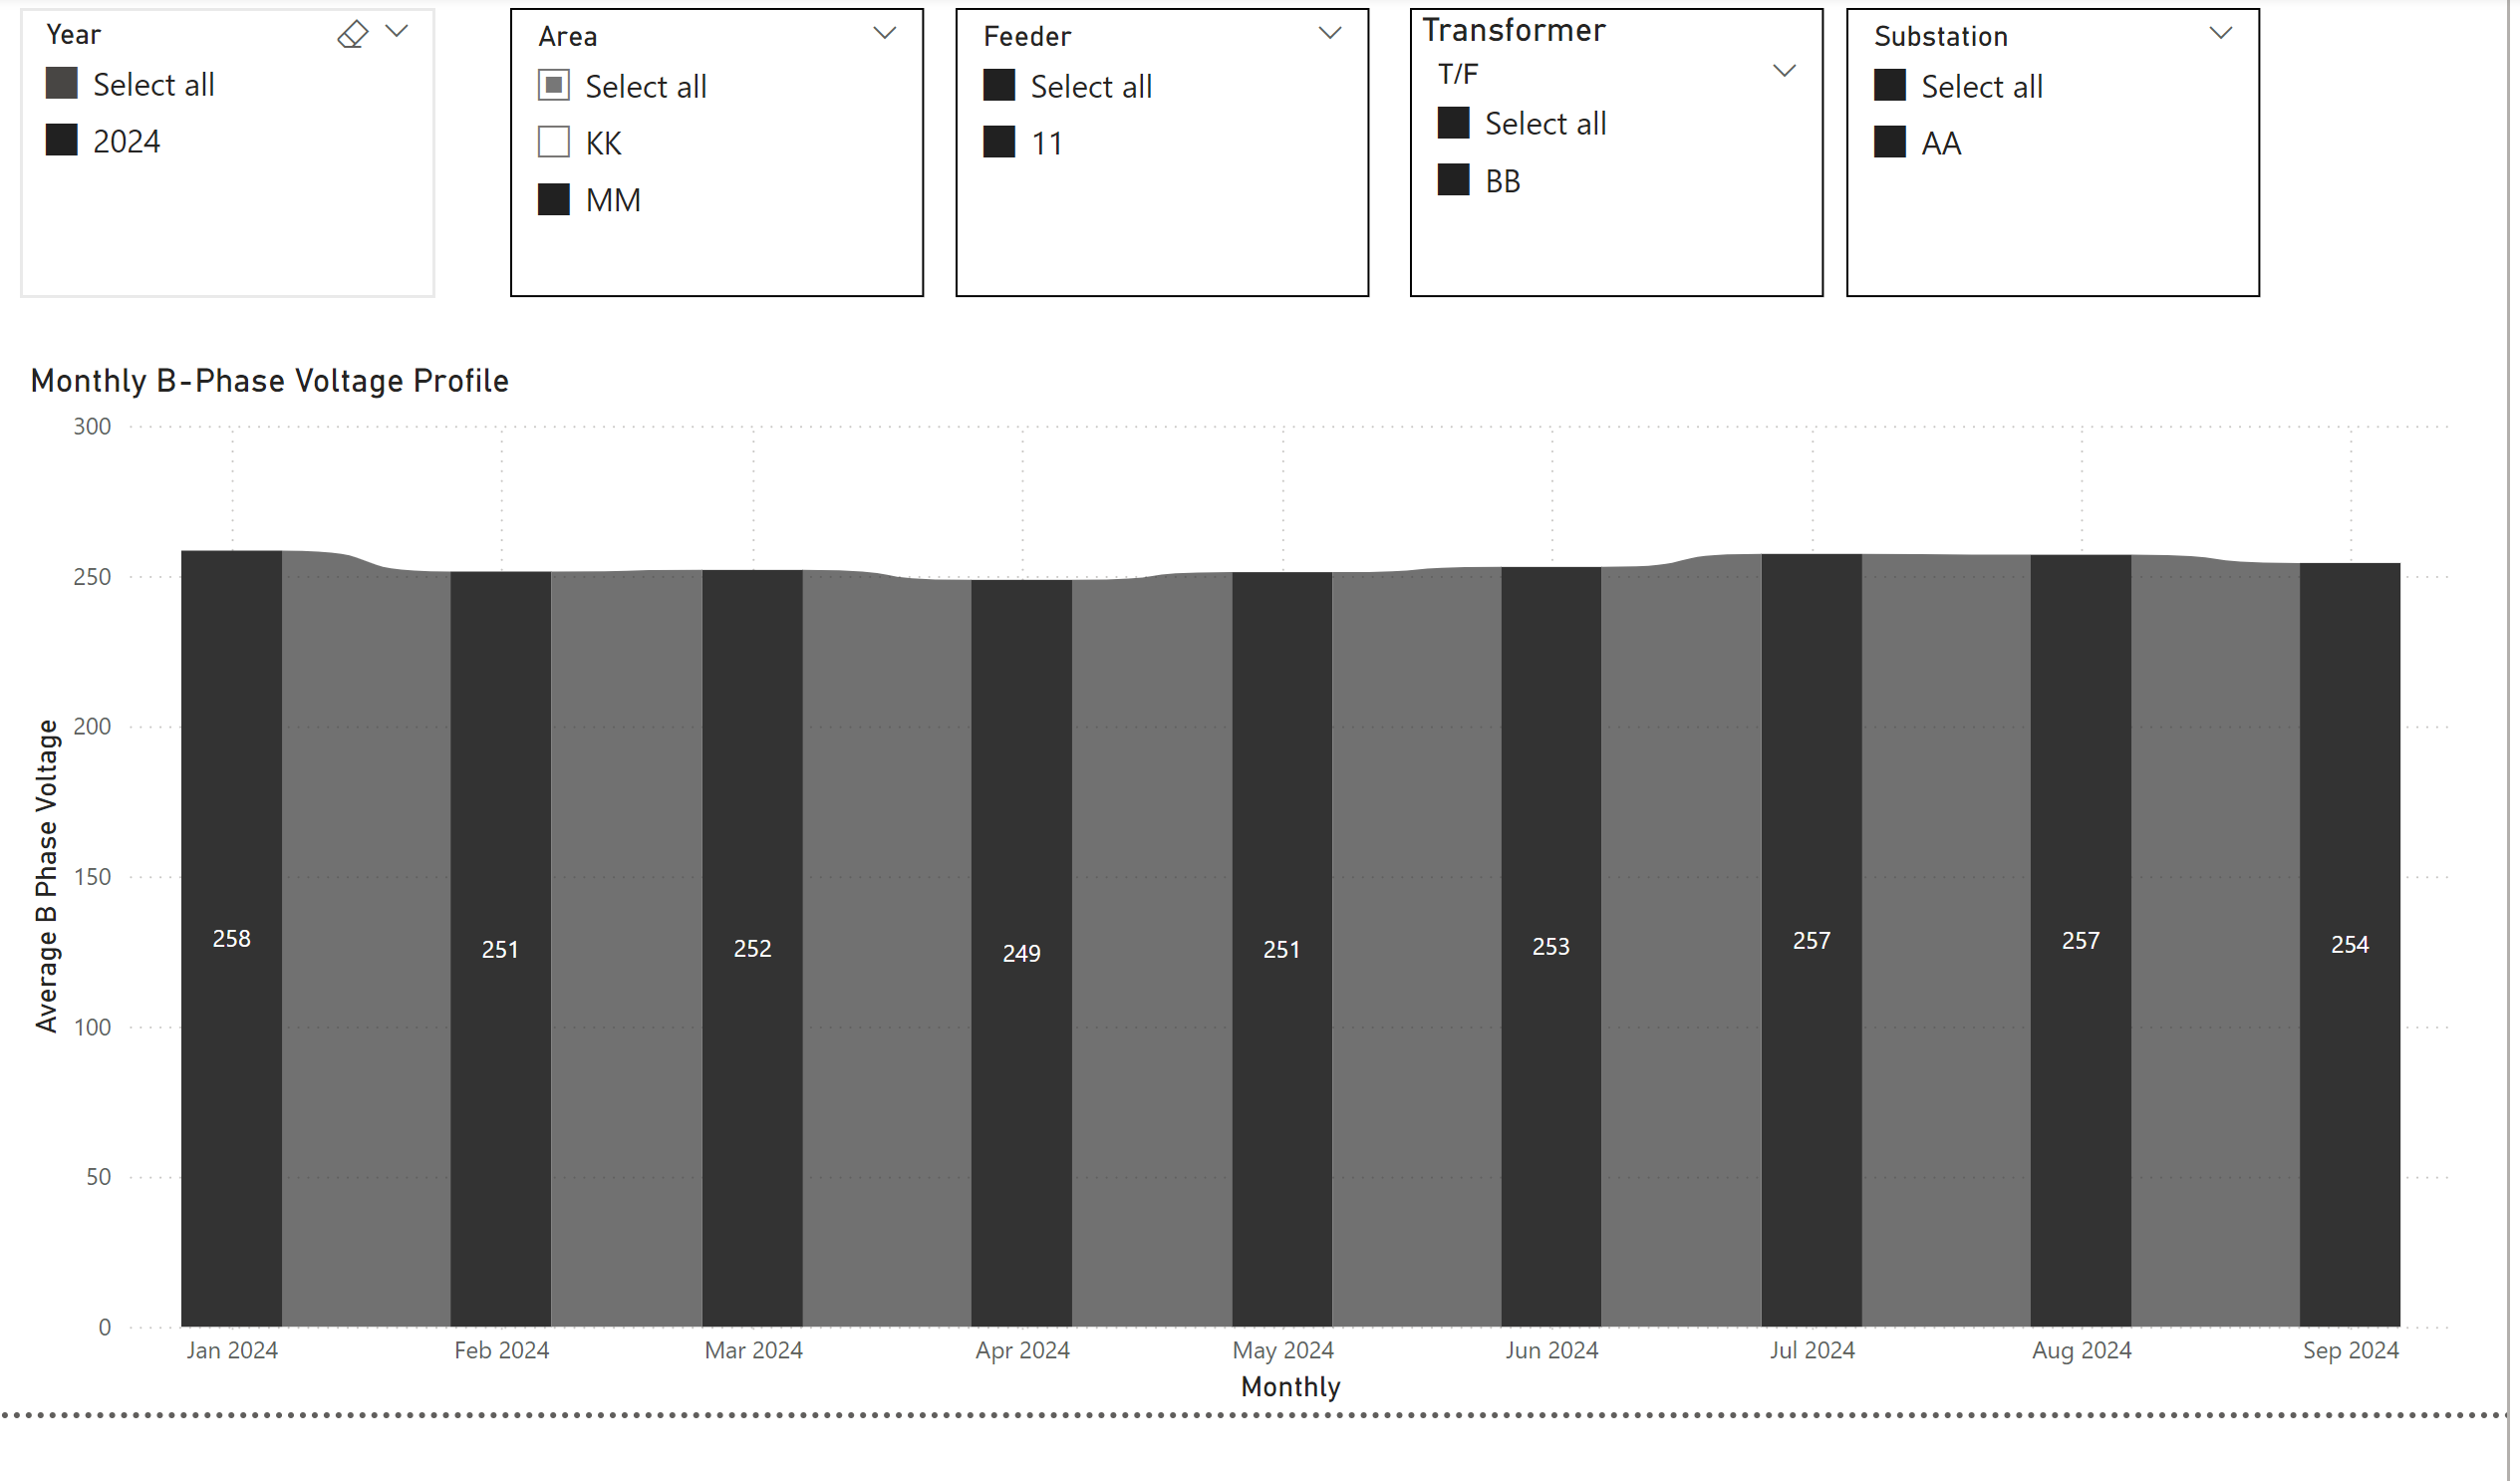 Year
Select all
2024
Area
Select all
KK
MM
Feeder
Select all
11
Transformer
T/F
Select all
BB
Substation
Select all
AA
Monthly B-Phase Voltage Profile
Average B Phase Voltage
300
250
200
150
100
50
0
258
251
252
249
251
253
257
257
254
Jan 2024
Feb 2024
Mar 2024
Apr 2024
May 2024
Jun 2024
Jul 2024
Aug 2024
Sep 2024
Monthly